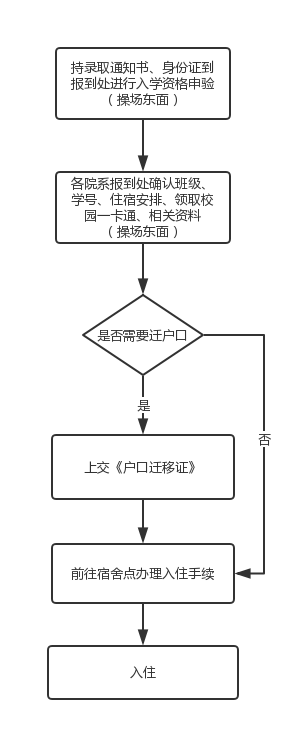 持录取通知书、身份证到
报到处进行入学资格审验
（操场东面）
各院系报到处确认班级、
学号、住宿安排、领取校
园一卡通、相关资料
（操场东面）
是否需要迁户口
是
否
上交《户口迁移证》
前往宿舍点办理入住手续
入住